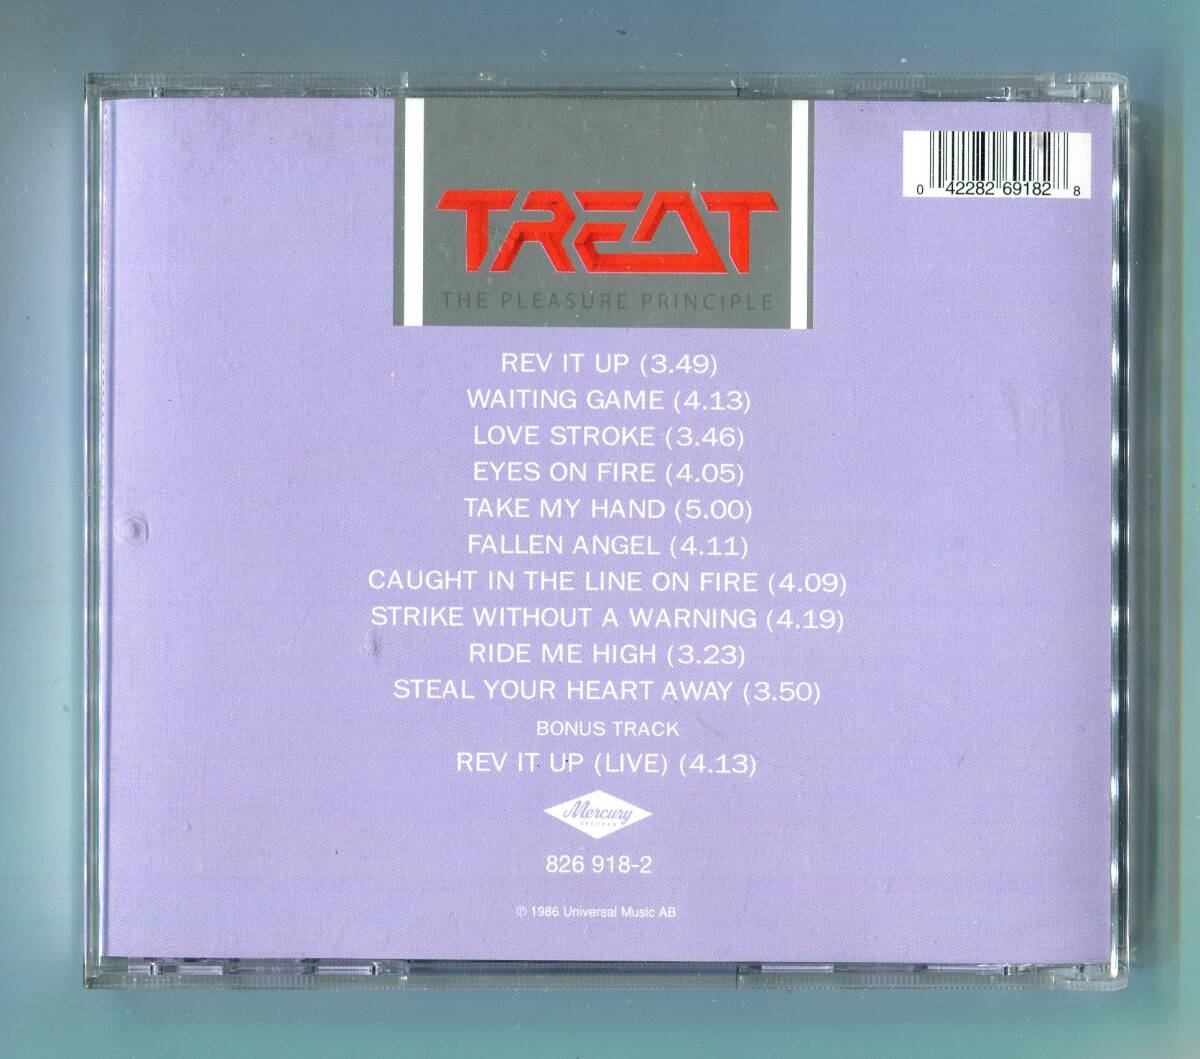 TREAT
THE PLEASURE PRINCIPLE
0 42282 69182 8
REV IT UP (3.49)
WAITING GAME (4.13)
LOVE STROKE (3.46)
EYES ON FIRE (4.05)
TAKE MY HAND (5.00)
FALLEN ANGEL (4.11)
CAUGHT IN THE LINE ON FIRE (4.09)
STRIKE WITHOUT A WARNING (4.19)
RIDE ME HIGH (3.23)
STEAL YOUR HEART AWAY (3.50)
BONUS TRACK
REV IT UP (LIVE) (4.13)
Mercury
RECORDS
826 918-2
℗ 1986 Universal Music AB